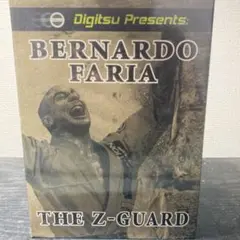 Digitsu Presents:
BERNARDO
FARIA
THE Z-GUARD